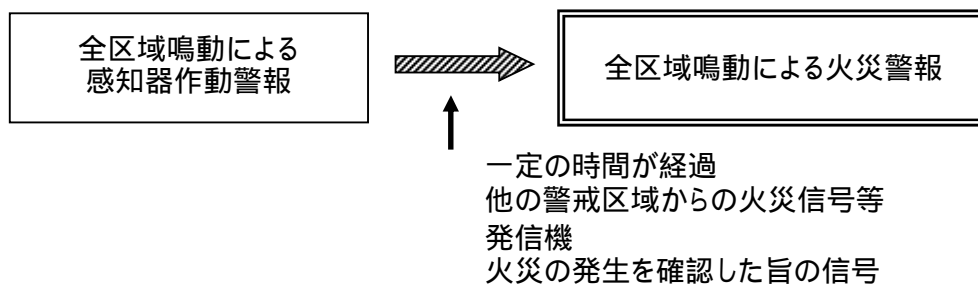 全区域鳴動による
感知器作動警報
全区域鳴動による火災警報
一定の時間が経過
他の警戒区域からの火災信号等
発信機
火災の発生を確認した旨の信号